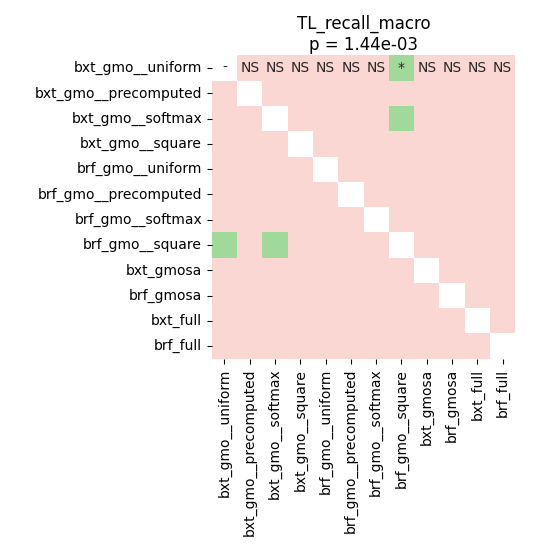 TL_recall_macro
p = 1.44e-03
bxt_gmo__uniform - NS NS NS NS NS NS * NS NS NS NS
bxt_gmo__precomputed
bxt_gmo__softmax
bxt_gmo__square
brf_gmo__uniform
brf_gmo__precomputed
brf_gmo__softmax
brf_gmo__square
bxt_gmosa
brf_gmosa
bxt_full
brf_full
bxt_gmo__uniform
bxt_gmo__precomputed
bxt_gmo__softmax
bxt_gmo__square
brf_gmo__uniform
brf_gmo__precomputed
brf_gmo__softmax
brf_gmo__square
bxt_gmosa
brf_gmosa
bxt_full
brf_full